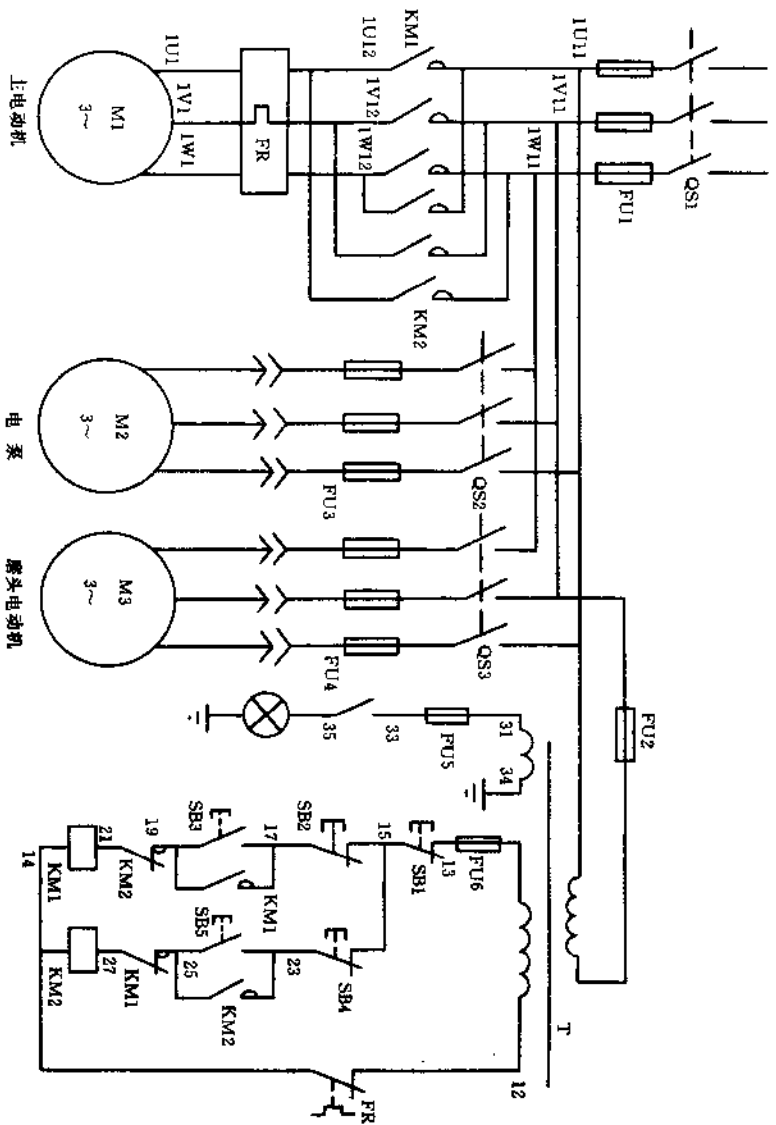 QS1
FU1
1U11
1V11
1W11
FU2
T
KM1
KM2
1U12
1V12
1W12
FR
1U1
1V1
1W1
M1
3~
主电动机
QS2
FU3
M2
3~
电 泵
QS3
FU4
M3
3~
磨头电动机
31
34
FU5
33
35
12
FU6
13
SB1
15
SB2
SB4
17
23
SB3
KM1
SB5
KM2
19
25
KM2
KM1
21
27
KM1
KM2
14
FR